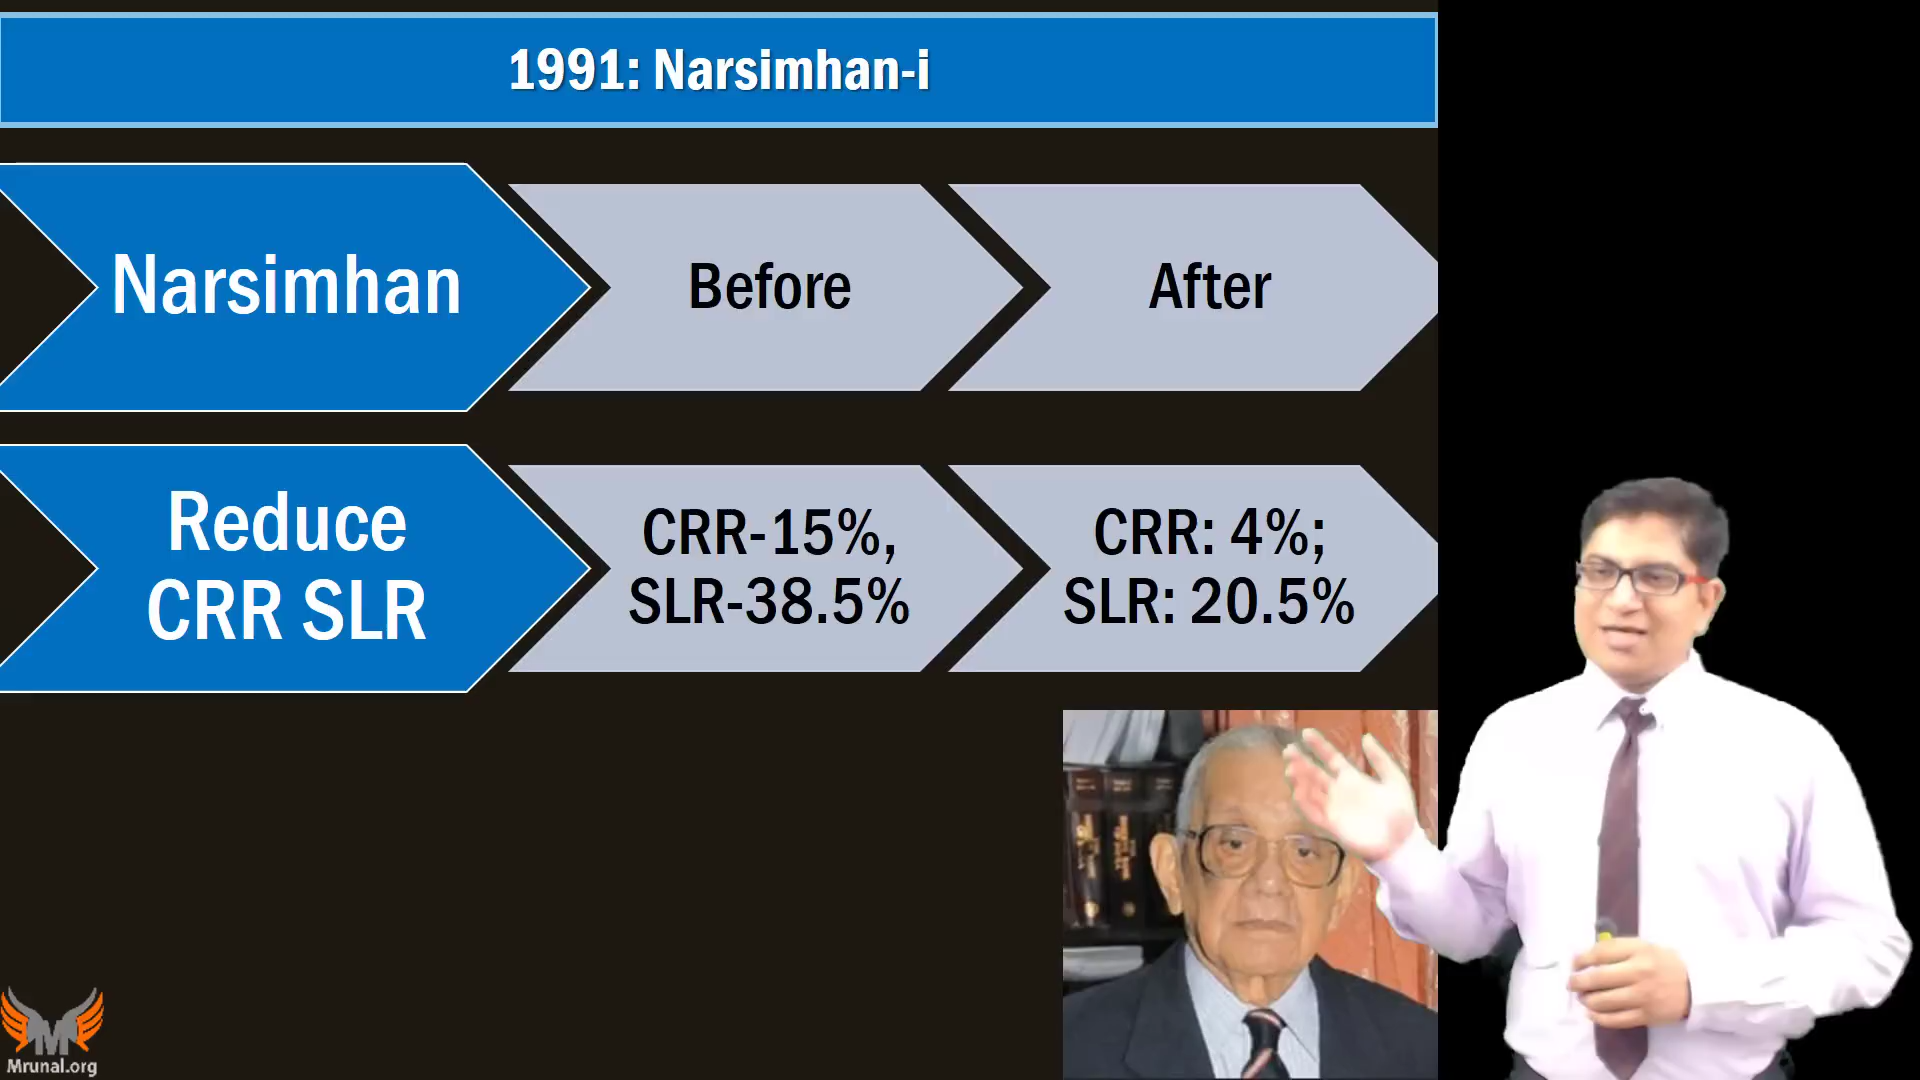 1991: Narsimhan-i
Narsimhan
Before
After
Reduce
CRR SLR
CRR-15%,
SLR-38.5%
CRR: 4%;
SLR: 20.5%
Mrunal.org